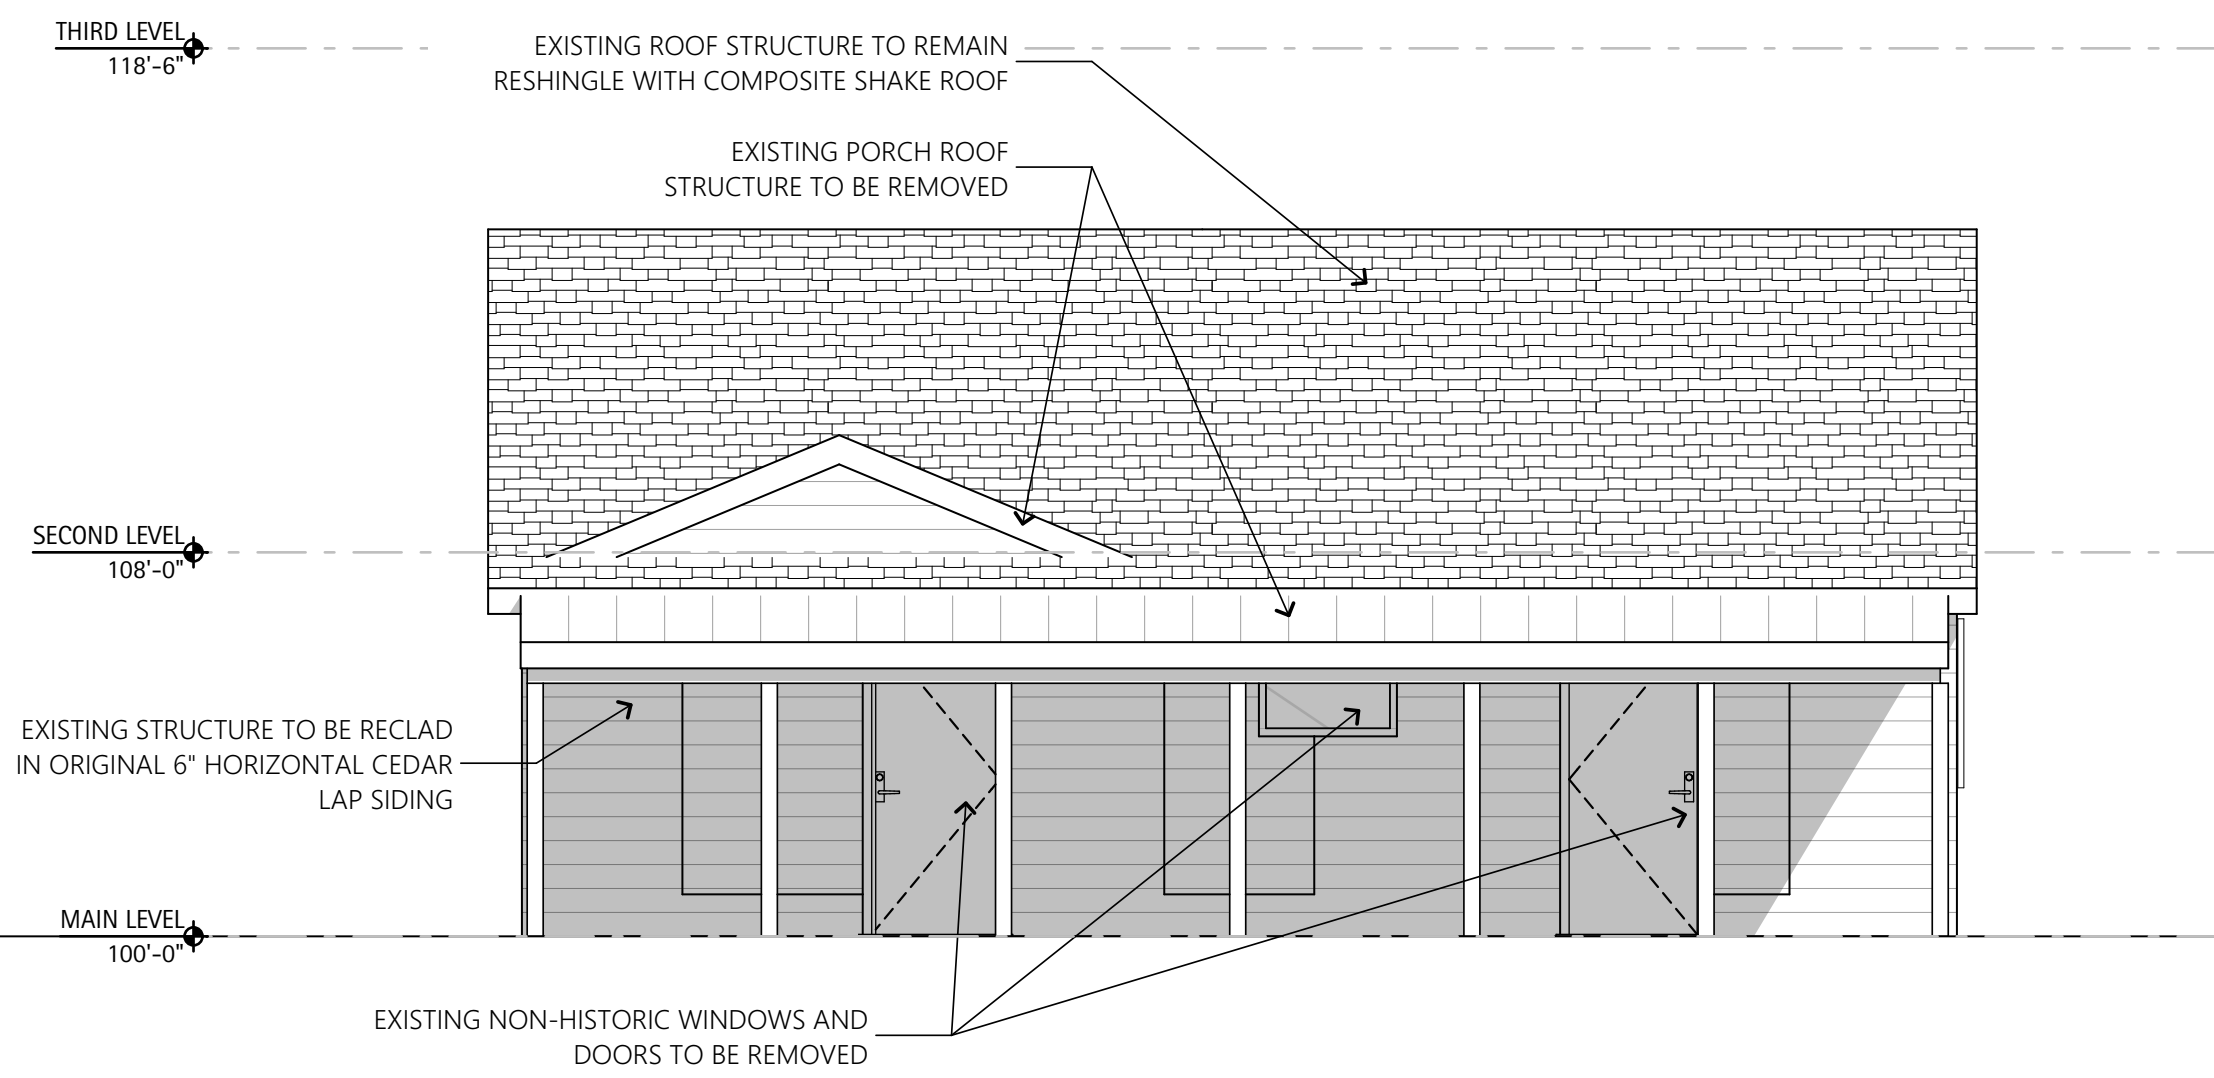 THIRD LEVEL
118'-6"
EXISTING ROOF STRUCTURE TO REMAIN
RESHINGLE WITH COMPOSITE SHAKE ROOF
EXISTING PORCH ROOF
STRUCTURE TO BE REMOVED
SECOND LEVEL
108'-0"
EXISTING STRUCTURE TO BE RECLAD
IN ORIGINAL 6" HORIZONTAL CEDAR
LAP SIDING
MAIN LEVEL
100'-0"
EXISTING NON-HISTORIC WINDOWS AND
DOORS TO BE REMOVED